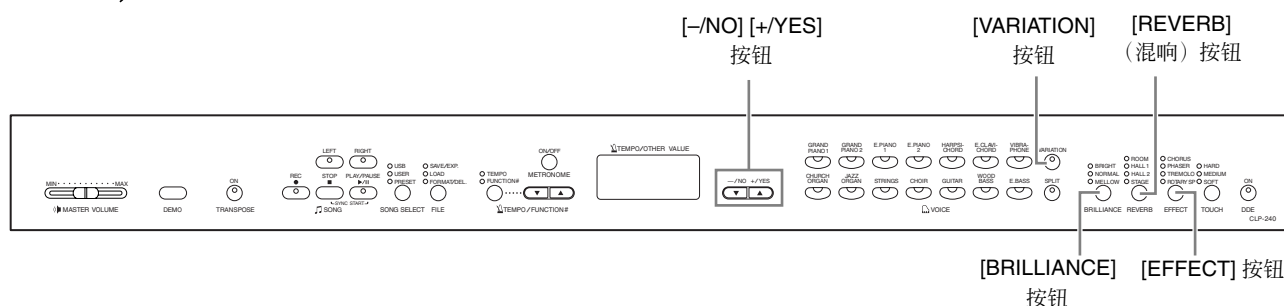 [–/NO] [+/YES]
按钮
[VARIATION]
按钮
[REVERB]
（混响）按钮
MIN MAX
MASTER VOLUME
DEMO
ON
TRANSPOSE
LEFT
RIGHT
REC
STOP
PLAY/PAUSE
SYNC START
SONG
USB
USER
PRESET
SONG SELECT
SAVE/EXP.
LOAD
FORMAT/DEL.
FILE
TEMPO
FUNCTION#
ON/OFF
METRONOME
TEMPO/FUNCTION#
TEMPO/OTHER VALUE
–/NO +/YES
GRAND PIANO 1
GRAND PIANO 2
E.PIANO 1
E.PIANO 2
HARPSI-CHORD
E.CLAVI-CHORD
VIBRA-PHONE
CHURCH ORGAN
JAZZ ORGAN
STRINGS
CHOIR
GUITAR
WOOD BASS
E.BASS
VOICE
VARIATION
SPLIT
BRIGHT
NORMAL
MELLOW
BRILLIANCE
ROOM
HALL 1
HALL 2
STAGE
REVERB
CHORUS
PHASER
TREMOLO
ROTARY SP
EFFECT
HARD
MEDIUM
SOFT
TOUCH
ON
DDE
CLP-240
[BRILLIANCE]
按钮
[EFFECT] 按钮